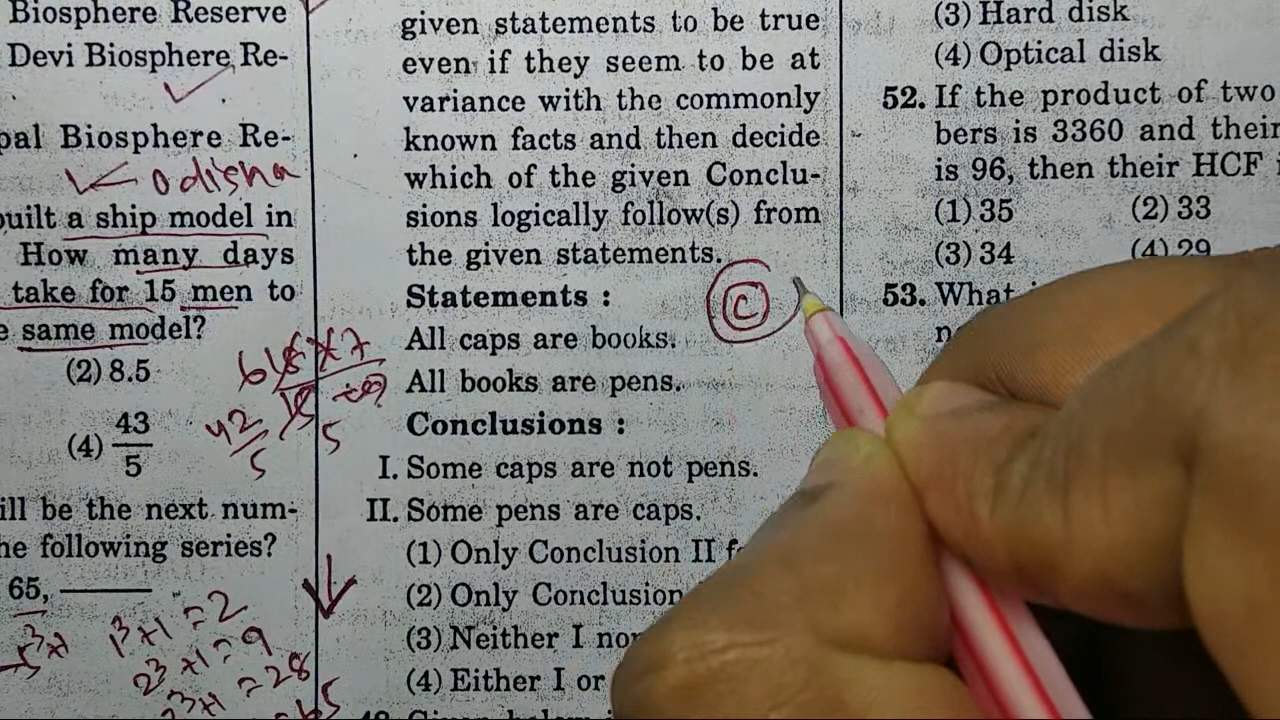 Biosphere Reserve
Devi Biosphere Re-
pal Biosphere Re-
Odisha
built a ship model in
How many days
take for 15 men to
same model?
(2) 8.5
(4) 43/5
42/5
5
ill be the next num-
he following series?
65, ———
1³+1=2
2³+1=9
3³+1=28
given statements to be true
even if they seem to be at
variance with the commonly
known facts and then decide
which of the given Conclu-
sions logically follow(s) from
the given statements.
Statements :
C
All caps are books.
All books are pens.
Conclusions :
I. Some caps are not pens.
II. Some pens are caps.
(1) Only Conclusion II
(2) Only Conclusion
(3) Neither I nor
(4) Either I or
(3) Hard disk
(4) Optical disk
52. If the product of two
bers is 3360 and their
is 96, then their HCF
(1) 35 (2) 33
(3) 34 (4) 29
53. What